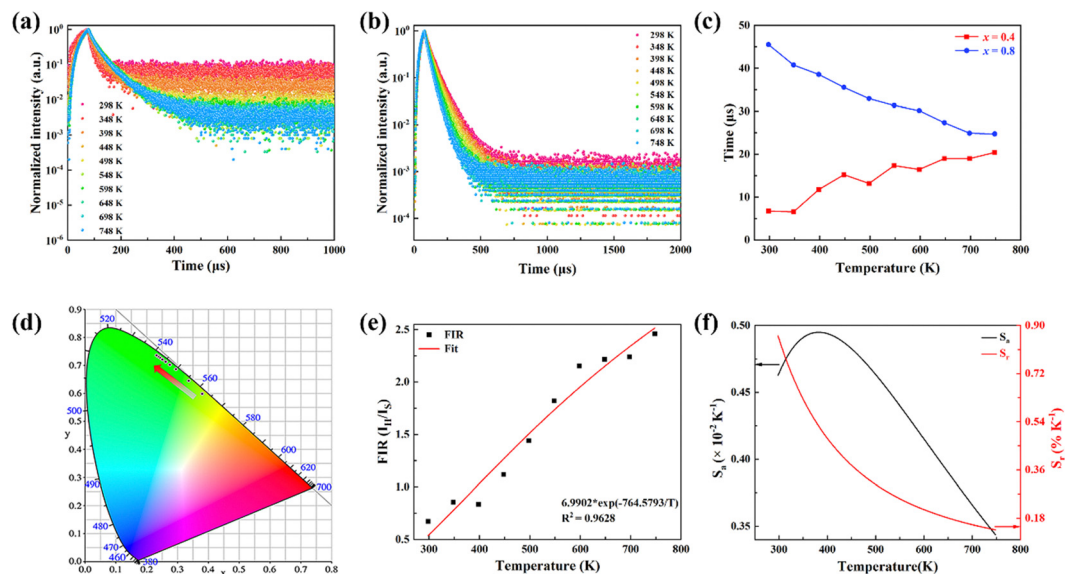 (a)
Normalized intensity (a.u.)
10⁰
10⁻¹
10⁻²
10⁻³
10⁻⁴
10⁻⁵
10⁻⁶
298 K
348 K
398 K
448 K
498 K
548 K
598 K
648 K
698 K
748 K
0 200 400 600 800 1000
Time (μs)
(b)
Normalized intensity (a.u.)
10⁰
10⁻¹
10⁻²
10⁻³
10⁻⁴
298 K
348 K
398 K
448 K
498 K
548 K
598 K
648 K
698 K
748 K
0 500 1000 1500 2000
Time (μs)
(c)
Time (μs)
50
40
30
20
10
0
x = 0.4
x = 0.8
300 400 500 600 700 800
Temperature (K)
(d)
y
0.9
0.8
0.7
0.6
0.5
0.4
0.3
0.2
0.1
0.0
520
540
560
580
600
620
700
500
490
480
470
460
380
0.0 0.1 0.2 0.3 0.4 0.5 0.6 0.7 0.8
x
(e)
FIR (I_H/I_S)
2.5
2.0
1.5
1.0
0.5
FIR
Fit
6.9902*exp(-764.5793/T)
R² = 0.9628
300 400 500 600 700 800
Temperature (K)
(f)
Sₐ (× 10⁻² K⁻¹)
0.50
0.45
0.40
0.35
Sₐ
Sᵣ
0.90
0.72
0.54
0.36
0.18
Sᵣ (% K⁻¹)
300 400 500 600 700 800
Temperature(K)